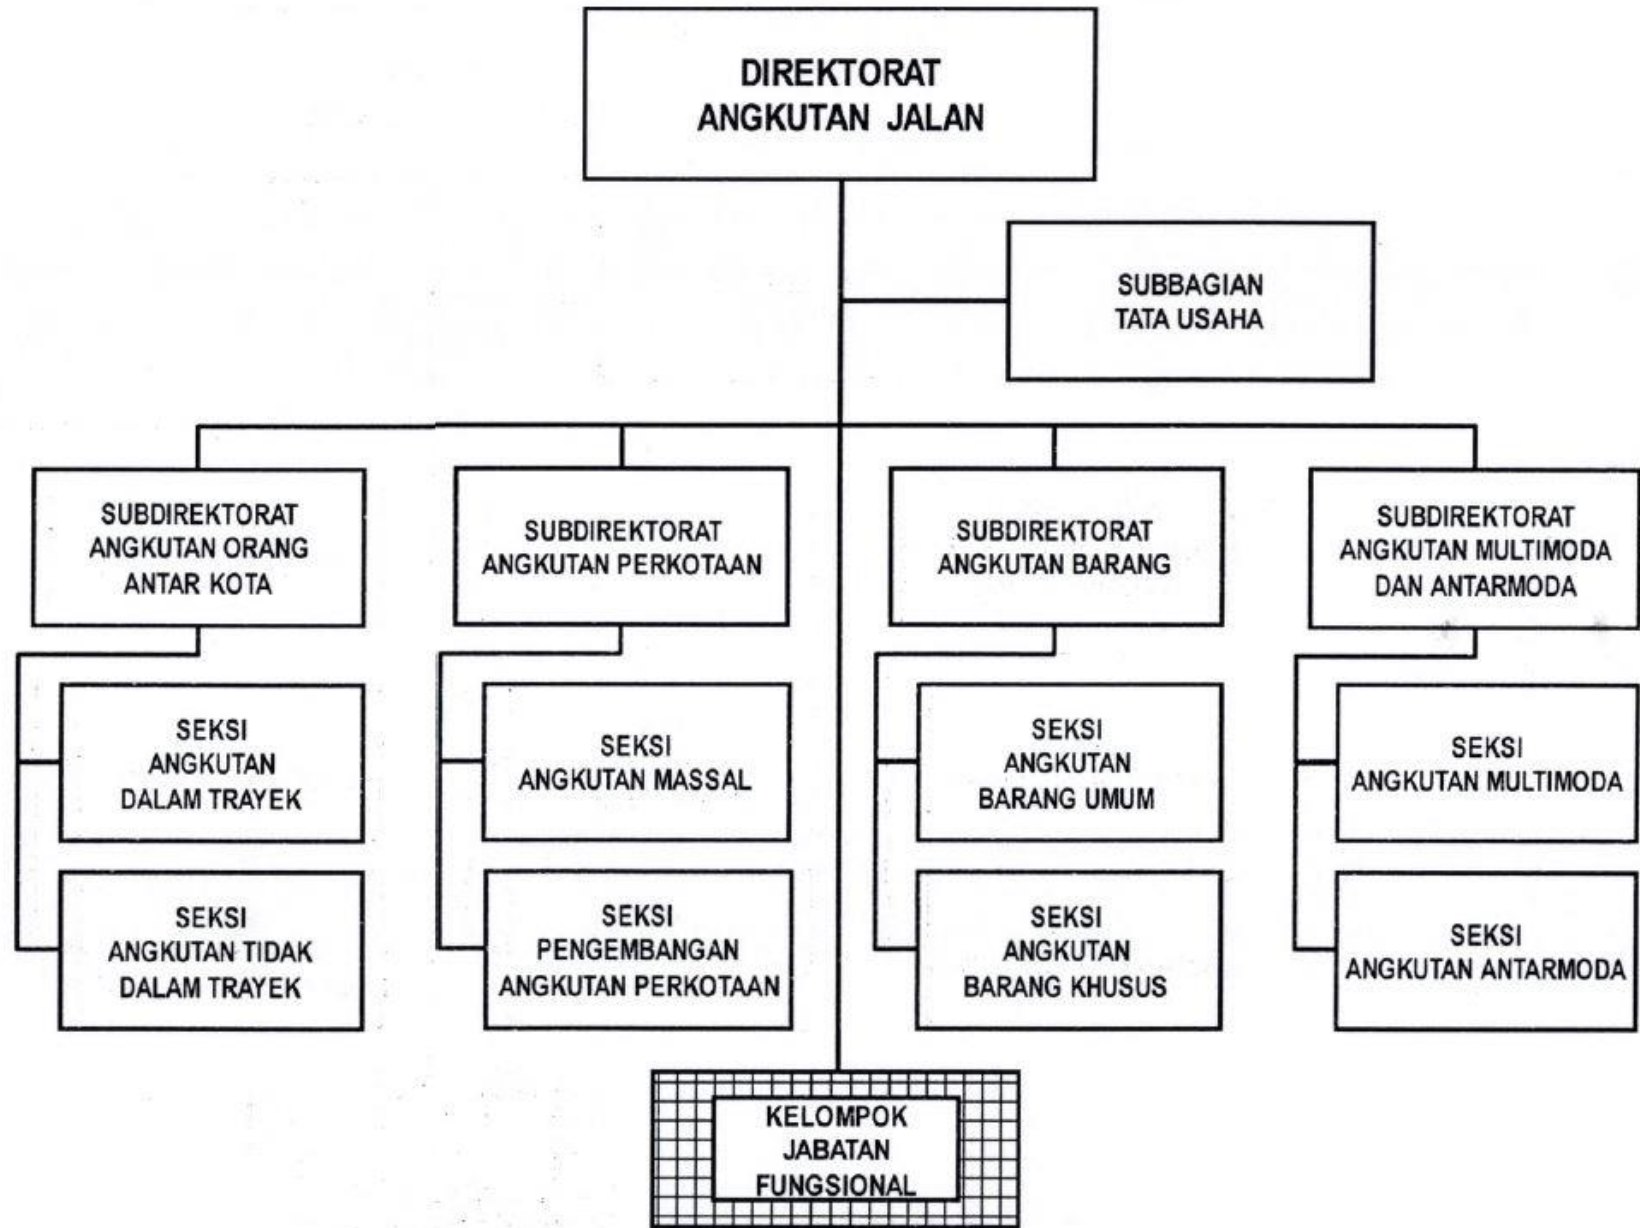 DIREKTORAT
ANGKUTAN JALAN
SUBBAGIAN
TATA USAHA
SUBDIREKTORAT
ANGKUTAN ORANG
ANTAR KOTA
SUBDIREKTORAT
ANGKUTAN PERKOTAAN
SUBDIREKTORAT
ANGKUTAN BARANG
SUBDIREKTORAT
ANGKUTAN MULTIMODA
DAN ANTARMODA
SEKSI
ANGKUTAN
DALAM TRAYEK
SEKSI
ANGKUTAN MASSAL
SEKSI
ANGKUTAN
BARANG UMUM
SEKSI
ANGKUTAN MULTIMODA
SEKSI
ANGKUTAN TIDAK
DALAM TRAYEK
SEKSI
PENGEMBANGAN
ANGKUTAN PERKOTAAN
SEKSI
ANGKUTAN
BARANG KHUSUS
SEKSI
ANGKUTAN ANTARMODA
KELOMPOK
JABATAN
FUNGSIONAL